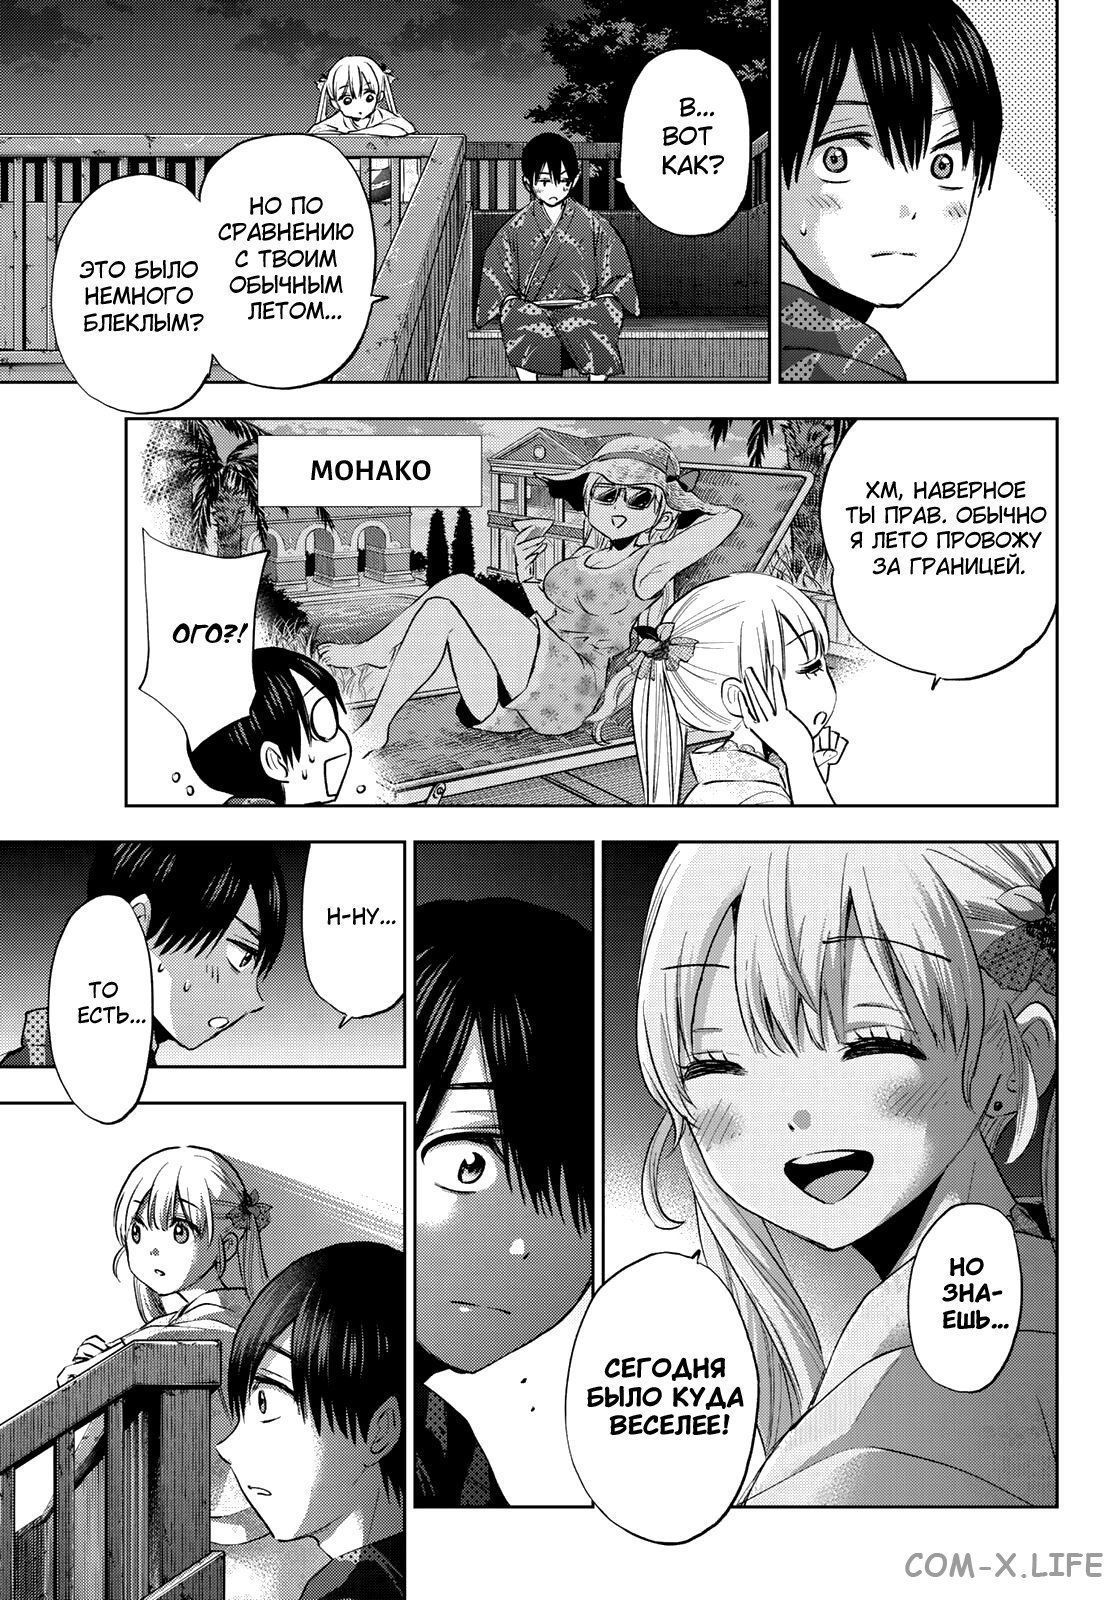 В...
ВОТ
КАК?
НО ПО
СРАВНЕНИЮ
С ТВОИМ
ОБЫЧНЫМ
ЛЕТОМ...
ЭТО БЫЛО
НЕМНОГО
БЛЕКЛЫМ?
ХМ, НАВЕРНОЕ
ТЫ ПРАВ. ОБЫЧНО
Я ЛЕТО ПРОВОЖУ
ЗА ГРАНИЦЕЙ.
МОНАКО
ОГО?!
НО
ЗНА-
ЕШЬ...
СЕГОДНЯ
БЫЛО КУДА
ВЕСЕЛЕЕ!
Н-НУ...
ТО
ЕСТЬ...
COM-X.LIFE